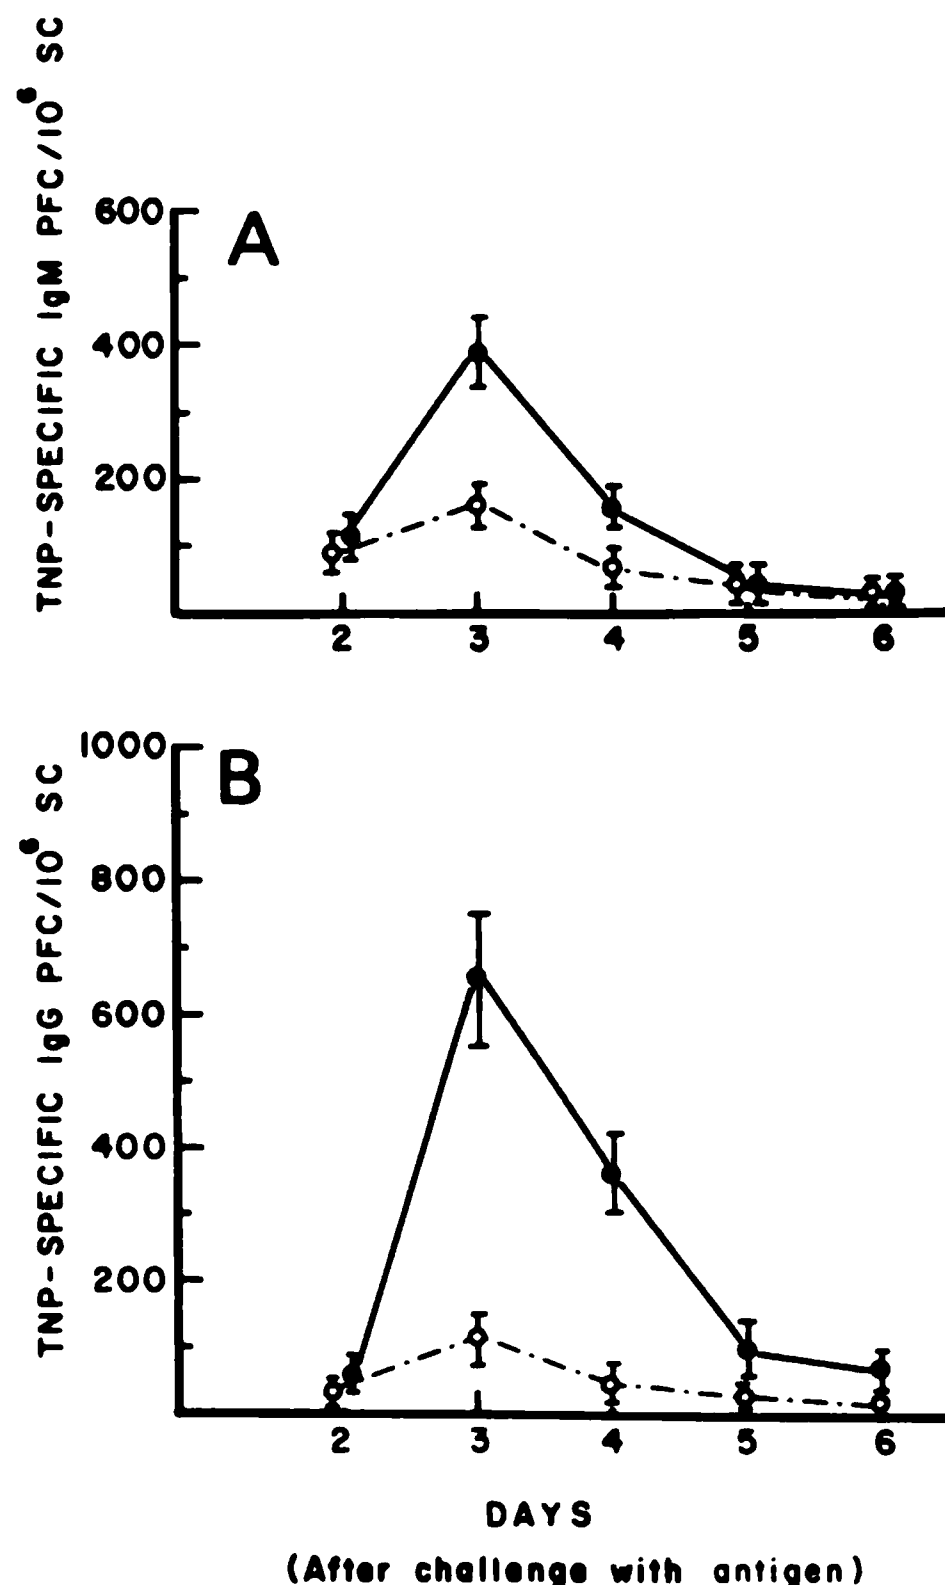 TNP-SPECIFIC IgM PFC/10⁶ SC
A
600
400
200
2 3 4 5 6
TNP-SPECIFIC IgG PFC/10⁶ SC
B
1000
800
600
400
200
2 3 4 5 6
DAYS
(After challenge with antigen)